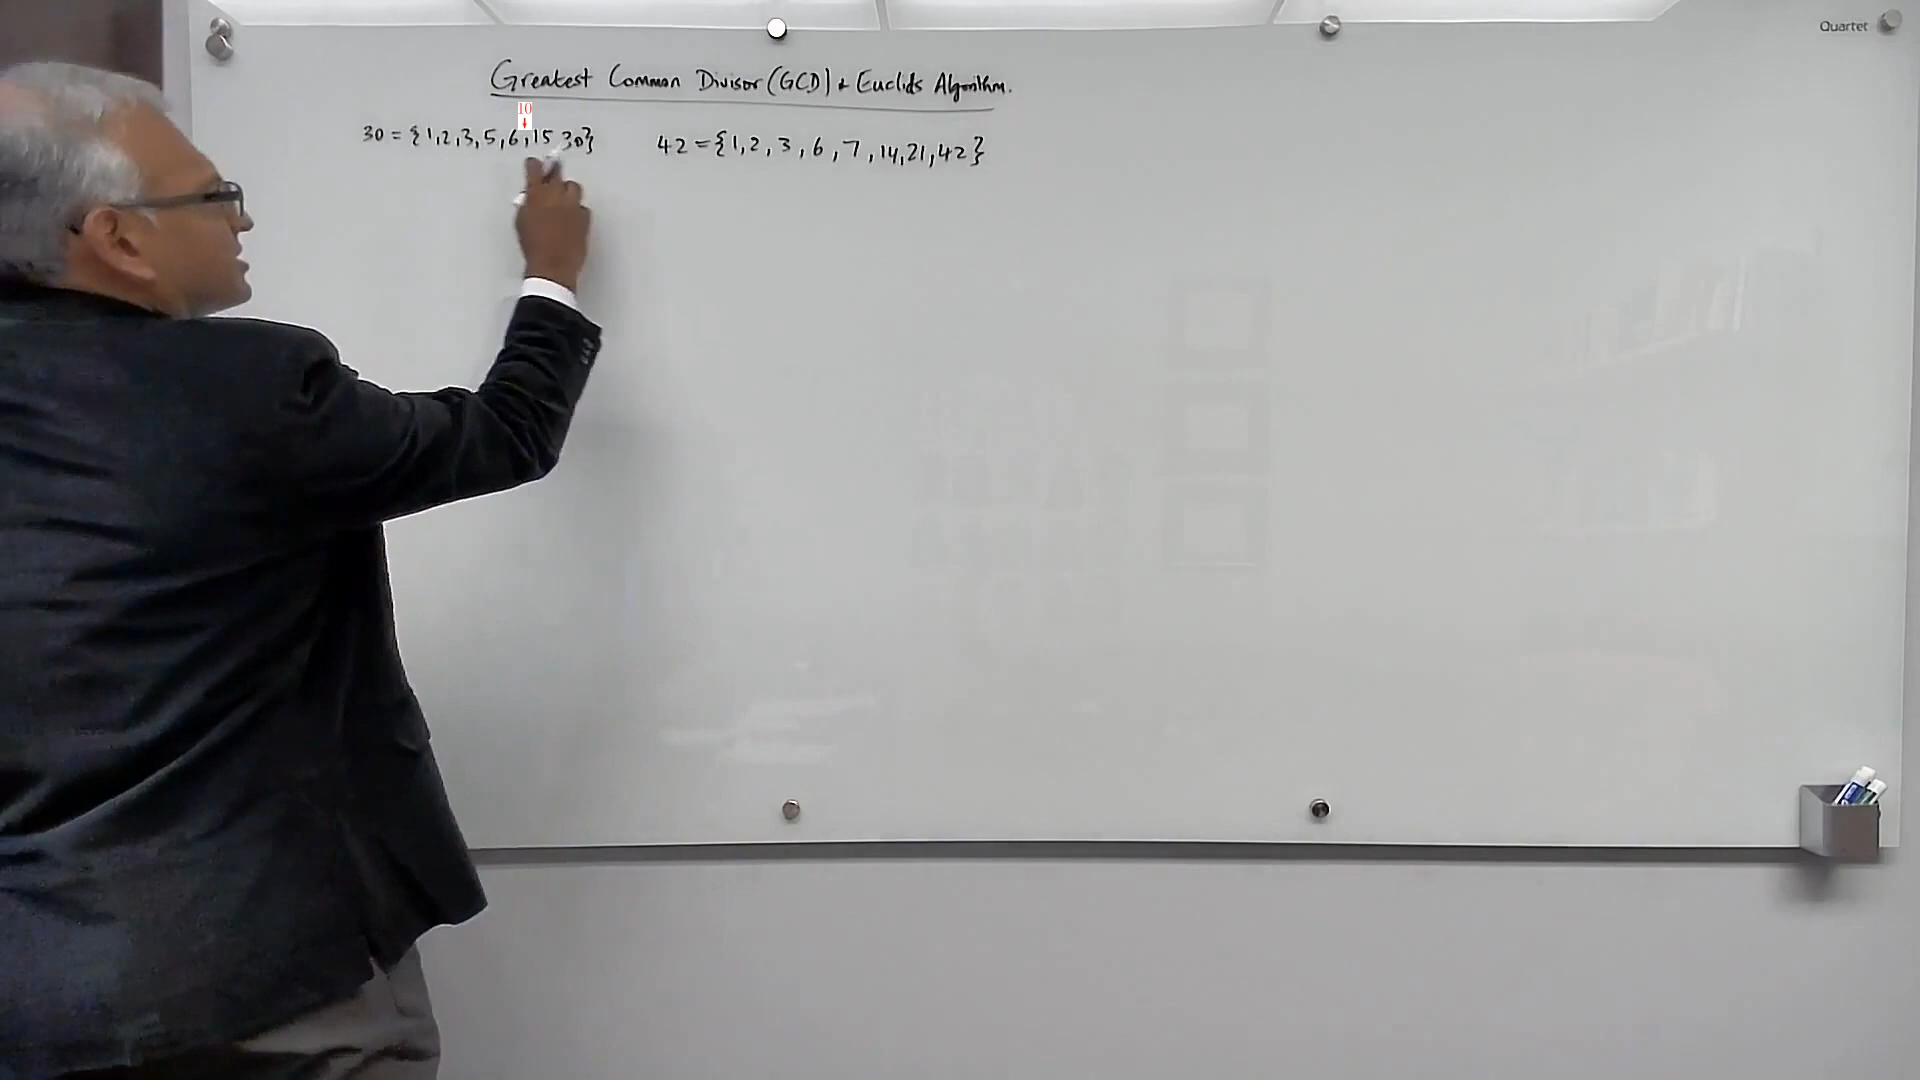 Quartet
Greatest Common Divisor (GCD) & Euclids Algorithm.
10
30 = {1,2,3,5,6,15 30}
42 = {1,2,3,6,7,14,21,42}